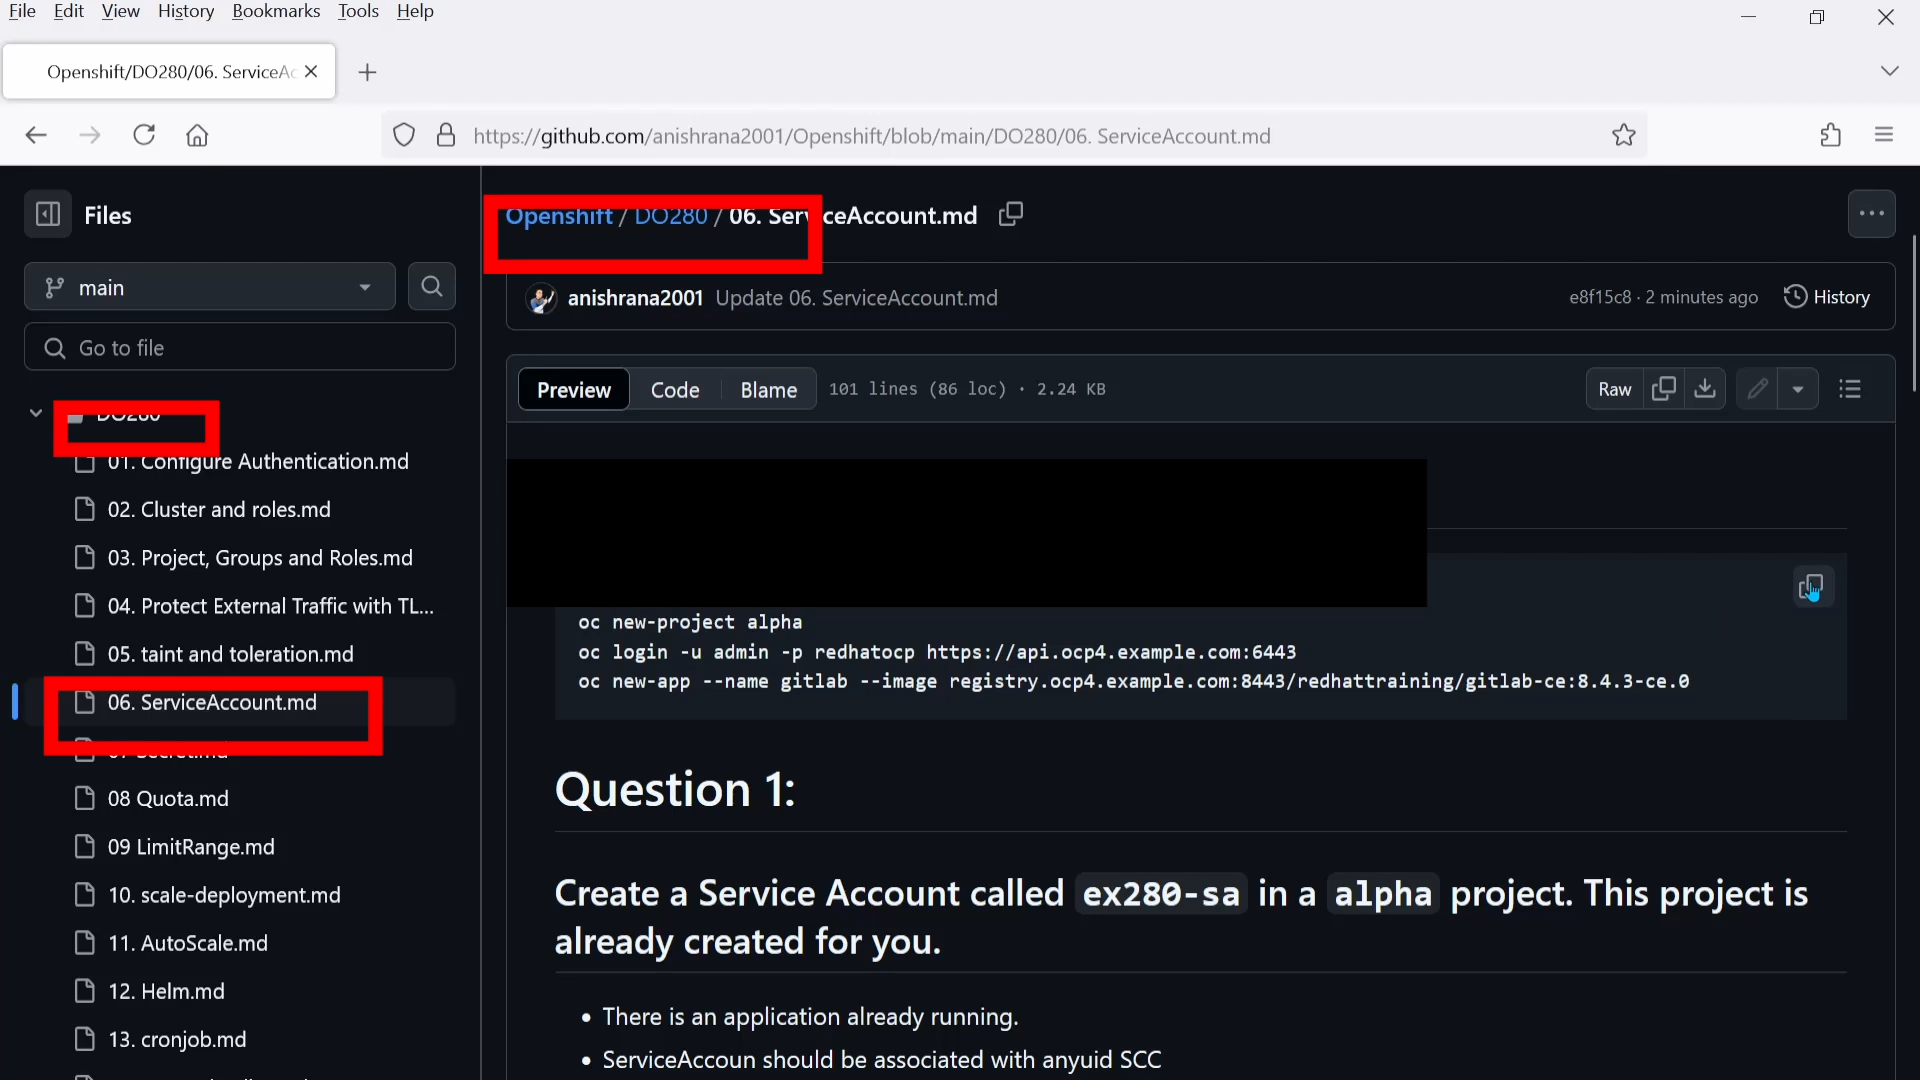 File Edit View History Bookmarks Tools Help
Openshift/DO280/06. ServiceAc
https://github.com/anishrana2001/Openshift/blob/main/DO280/06. ServiceAccount.md
Files
Openshift / DO280 / 06. ServiceAccount.md
main
anishrana2001 Update 06. ServiceAccount.md
e8f15c8 · 2 minutes ago
History
Go to file
Preview Code Blame 101 lines (86 loc) · 2.24 KB
Raw
DO280
01. Configure Authentication.md
02. Cluster and roles.md
03. Project, Groups and Roles.md
04. Protect External Traffic with TL...
05. taint and toleration.md
06. ServiceAccount.md
07 Secret.md
08 Quota.md
09 LimitRange.md
10. scale-deployment.md
11. AutoScale.md
12. Helm.md
13. cronjob.md
oc new-project alpha
oc login -u admin -p redhatocp https://api.ocp4.example.com:6443
oc new-app --name gitlab --image registry.ocp4.example.com:8443/redhattraining/gitlab-ce:8.4.3-ce.0
Question 1:
Create a Service Account called ex280-sa in a alpha project. This project is
already created for you.
• There is an application already running.
• ServiceAccoun should be associated with anyuid SCC